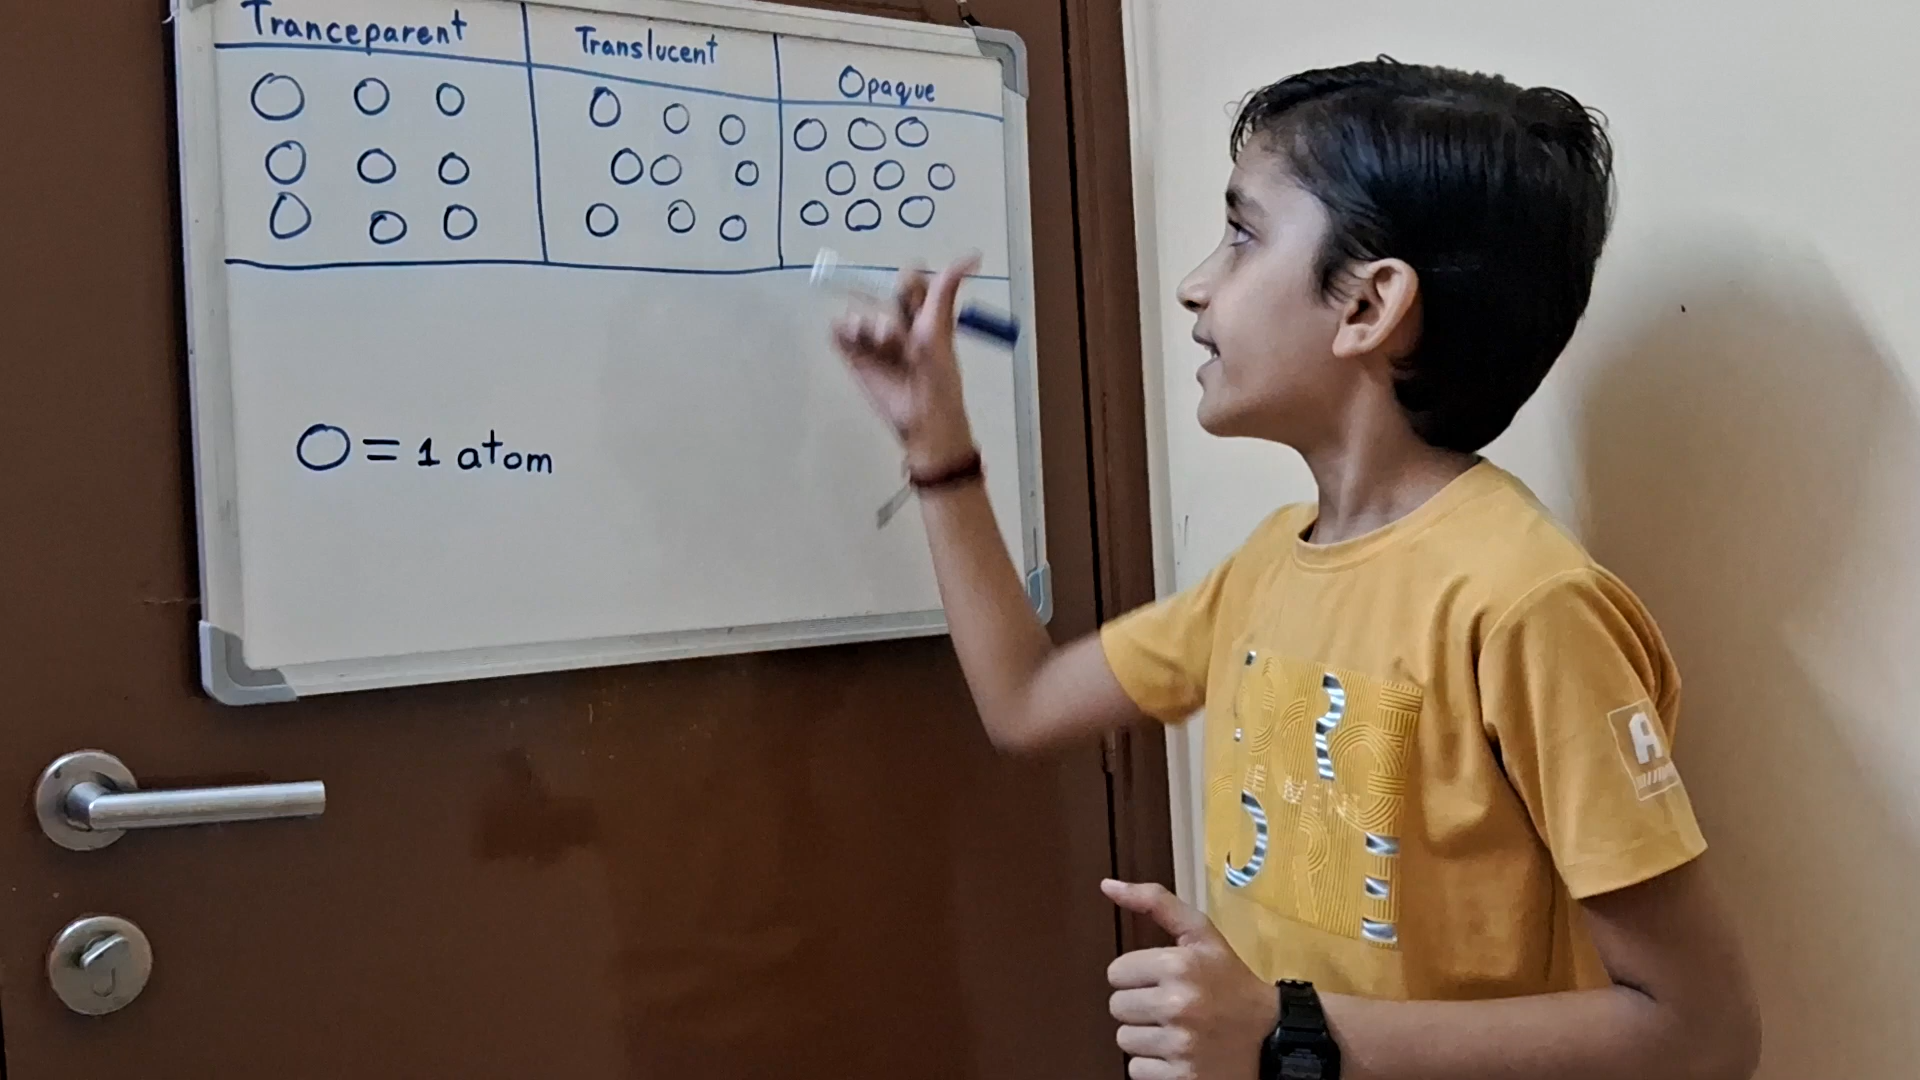 Tranceparent
Translucent
Opaque
O = 1 atom
A